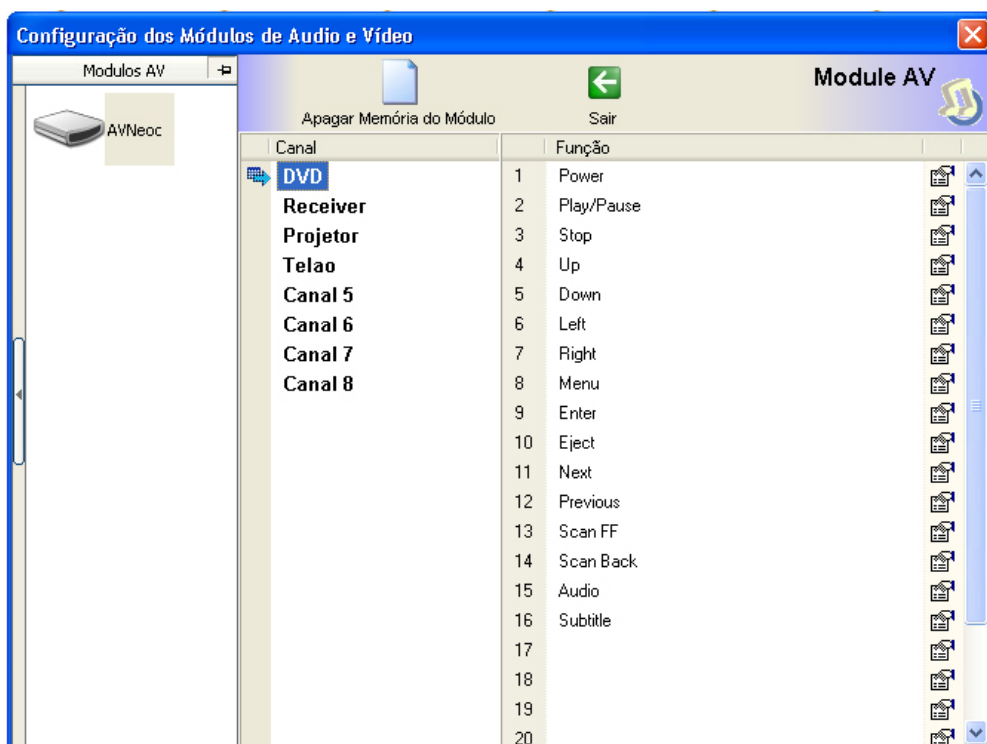 Configuração dos Módulos de Audio e Vídeo
Modulos AV
AVNeoc
Apagar Memória do Módulo
Sair
Module AV
Canal
Função
DVD
Receiver
Projetor
Telao
Canal 5
Canal 6
Canal 7
Canal 8
1 Power
2 Play/Pause
3 Stop
4 Up
5 Down
6 Left
7 Right
8 Menu
9 Enter
10 Eject
11 Next
12 Previous
13 Scan FF
14 Scan Back
15 Audio
16 Subtitle
17
18
19
20